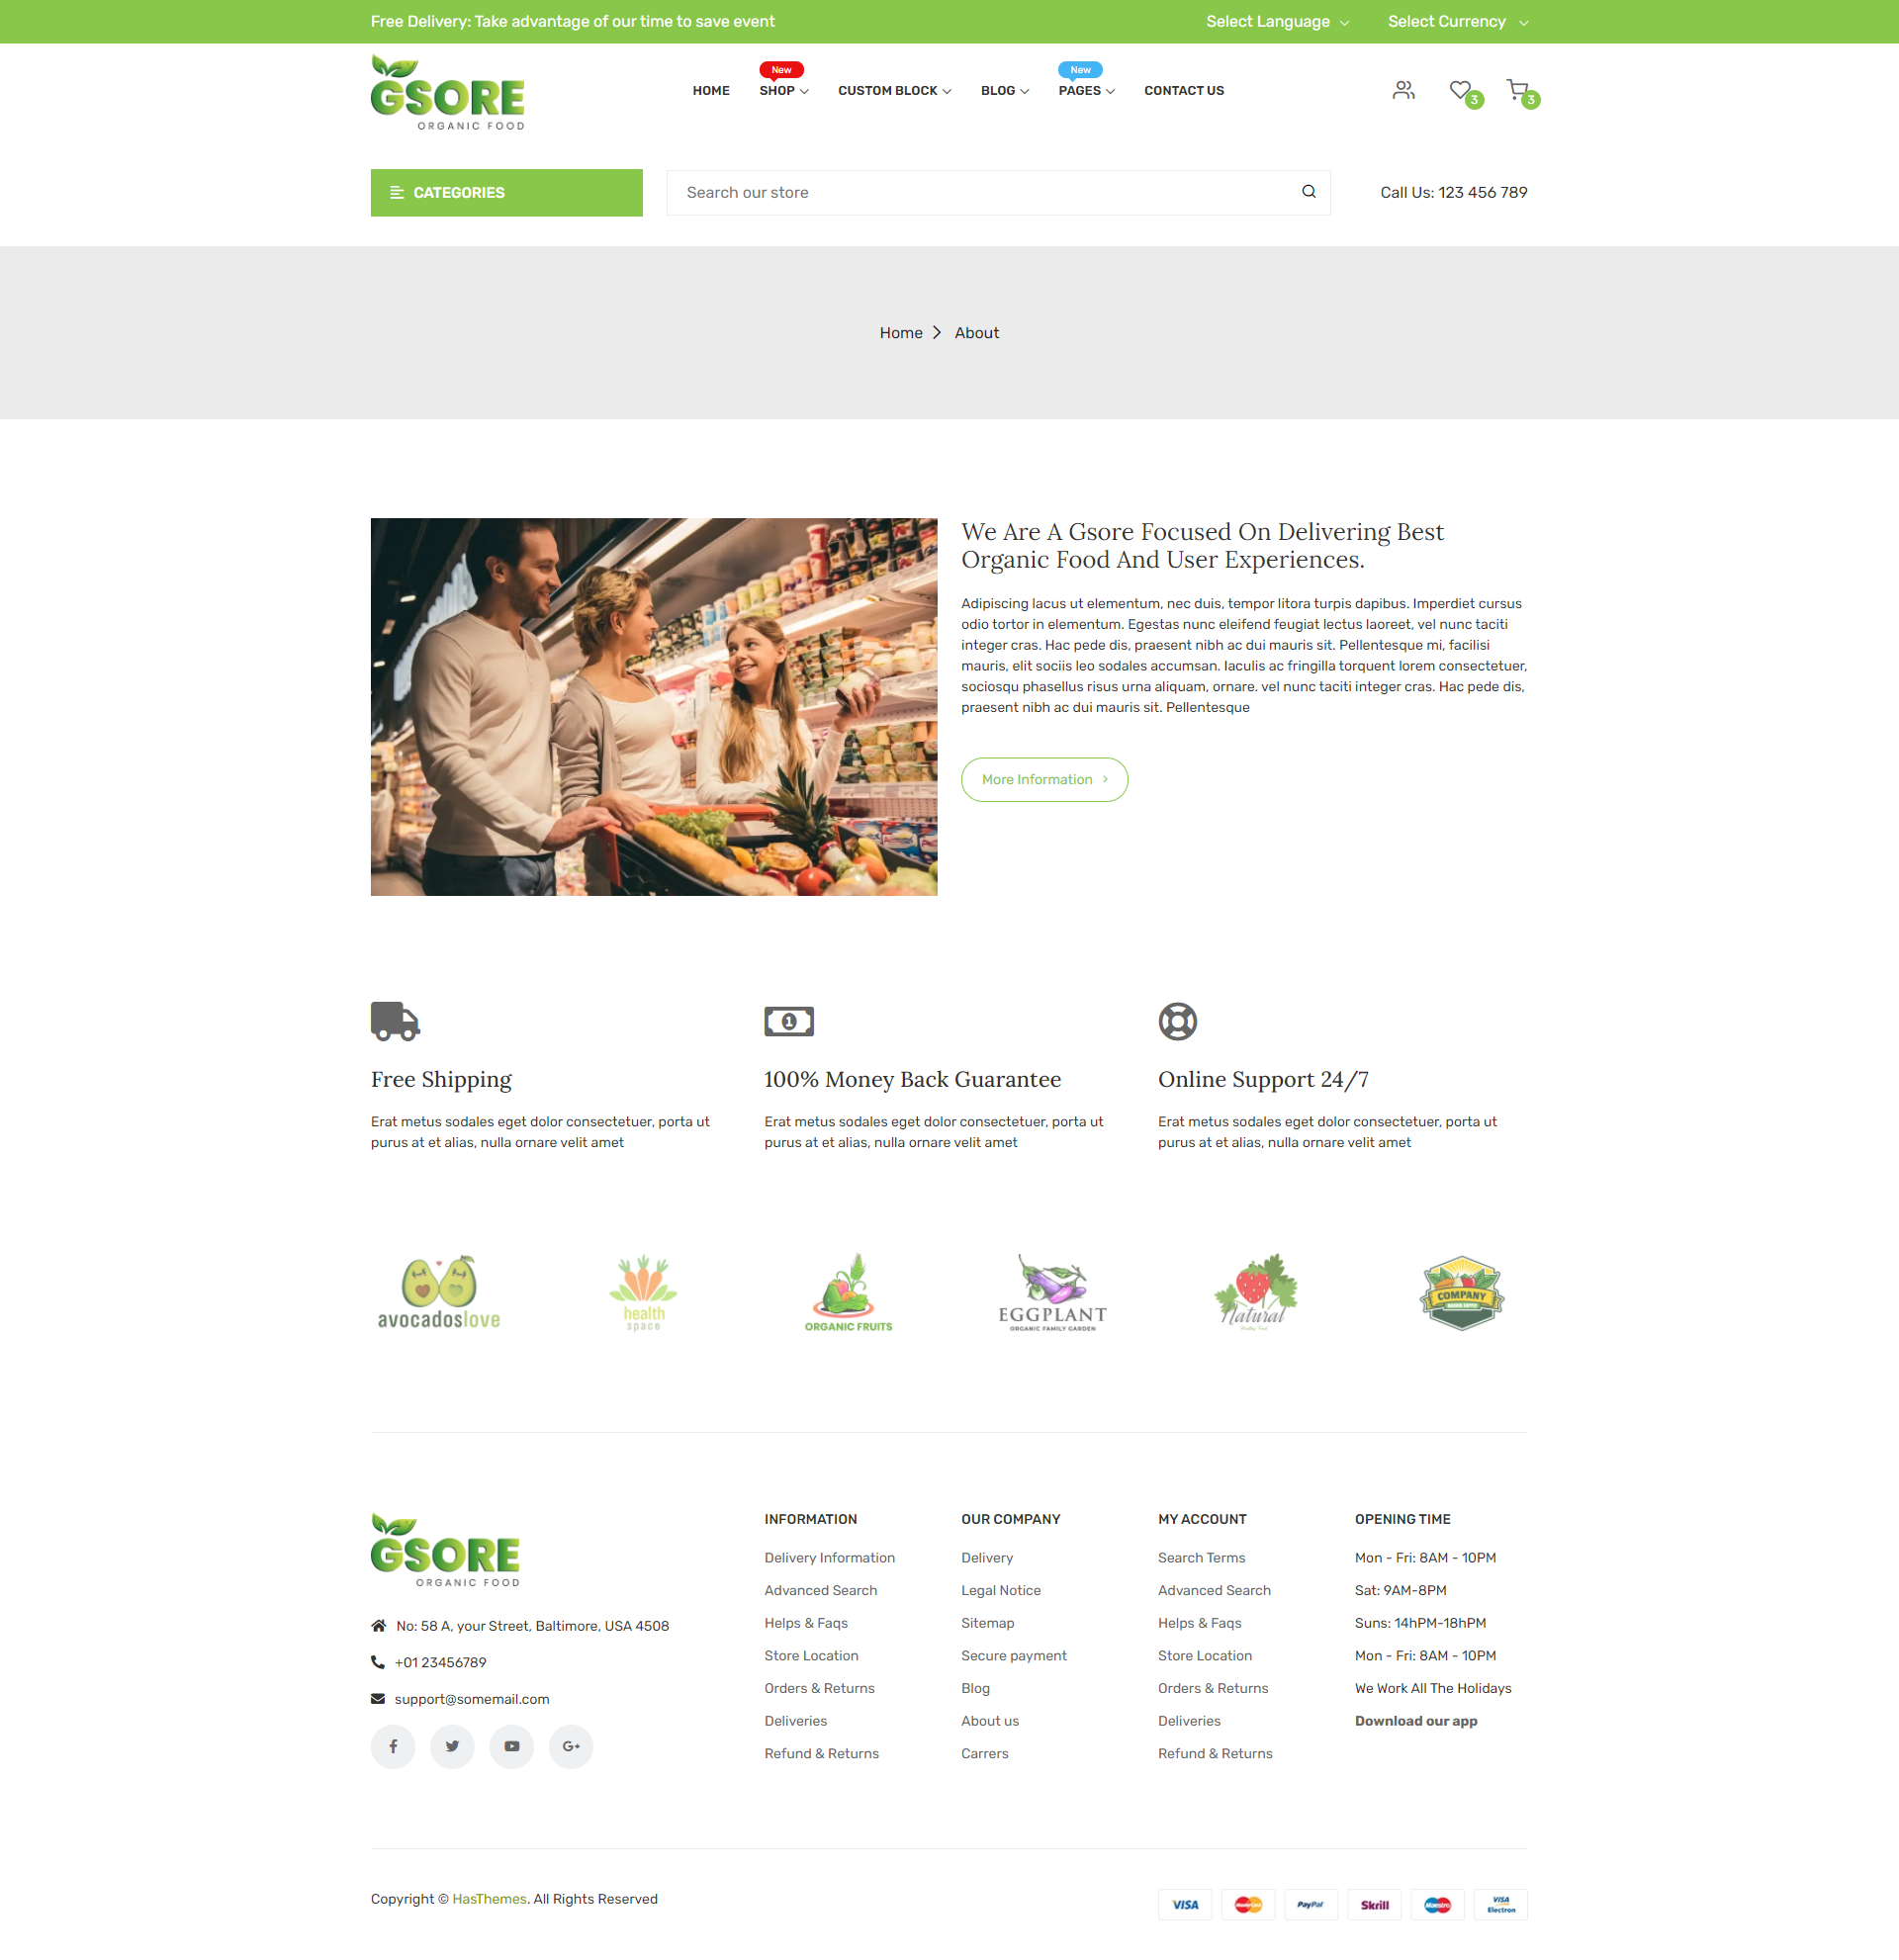 Free Delivery: Take advantage of our time to save event
Select Language
Select Currency
GSORE
ORGANIC FOOD
HOME
New
SHOP
CUSTOM BLOCK
BLOG
New
PAGES
CONTACT US
3
3
CATEGORIES
Search our store
Call Us: 123 456 789
Home
About
We Are A Gsore Focused On Delivering Best
Organic Food And User Experiences.
Adipiscing lacus ut elementum, nec duis, tempor litora turpis dapibus. Imperdiet cursus
odio tortor in elementum. Egestas nunc eleifend feugiat lectus laoreet, vel nunc taciti
integer cras. Hac pede dis, praesent nibh ac dui mauris sit. Pellentesque mi, facilisi
mauris, elit sociis leo sodales accumsan. Iaculis ac fringilla torquent lorem consectetuer,
sociosqu phasellus risus urna aliquam, ornare. vel nunc taciti integer cras. Hac pede dis,
praesent nibh ac dui mauris sit. Pellentesque
More Information
Free Shipping
Erat metus sodales eget dolor consectetuer, porta ut
purus at et alias, nulla ornare velit amet
1
100% Money Back Guarantee
Erat metus sodales eget dolor consectetuer, porta ut
purus at et alias, nulla ornare velit amet
Online Support 24/7
Erat metus sodales eget dolor consectetuer, porta ut
purus at et alias, nulla ornare velit amet
avocadoslove
health
space
ORGANIC FRUITS
EGGPLANT
ORGANIC FAMILY GARDEN
Natural
COMPANY
GSORE
ORGANIC FOOD
No: 58 A, your Street, Baltimore, USA 4508
+01 23456789
support@somemail.com
INFORMATION
Delivery Information
Advanced Search
Helps & Faqs
Store Location
Orders & Returns
Deliveries
Refund & Returns
OUR COMPANY
Delivery
Legal Notice
Sitemap
Secure payment
Blog
About us
Carrers
MY ACCOUNT
Search Terms
Advanced Search
Helps & Faqs
Store Location
Orders & Returns
Deliveries
Refund & Returns
OPENING TIME
Mon - Fri: 8AM - 10PM
Sat: 9AM-8PM
Suns: 14hPM-18hPM
Mon - Fri: 8AM - 10PM
We Work All The Holidays
Download our app
Copyright © HasThemes. All Rights Reserved
VISA
MasterCard
PayPal
Skrill
Maestro
VISA
Electron